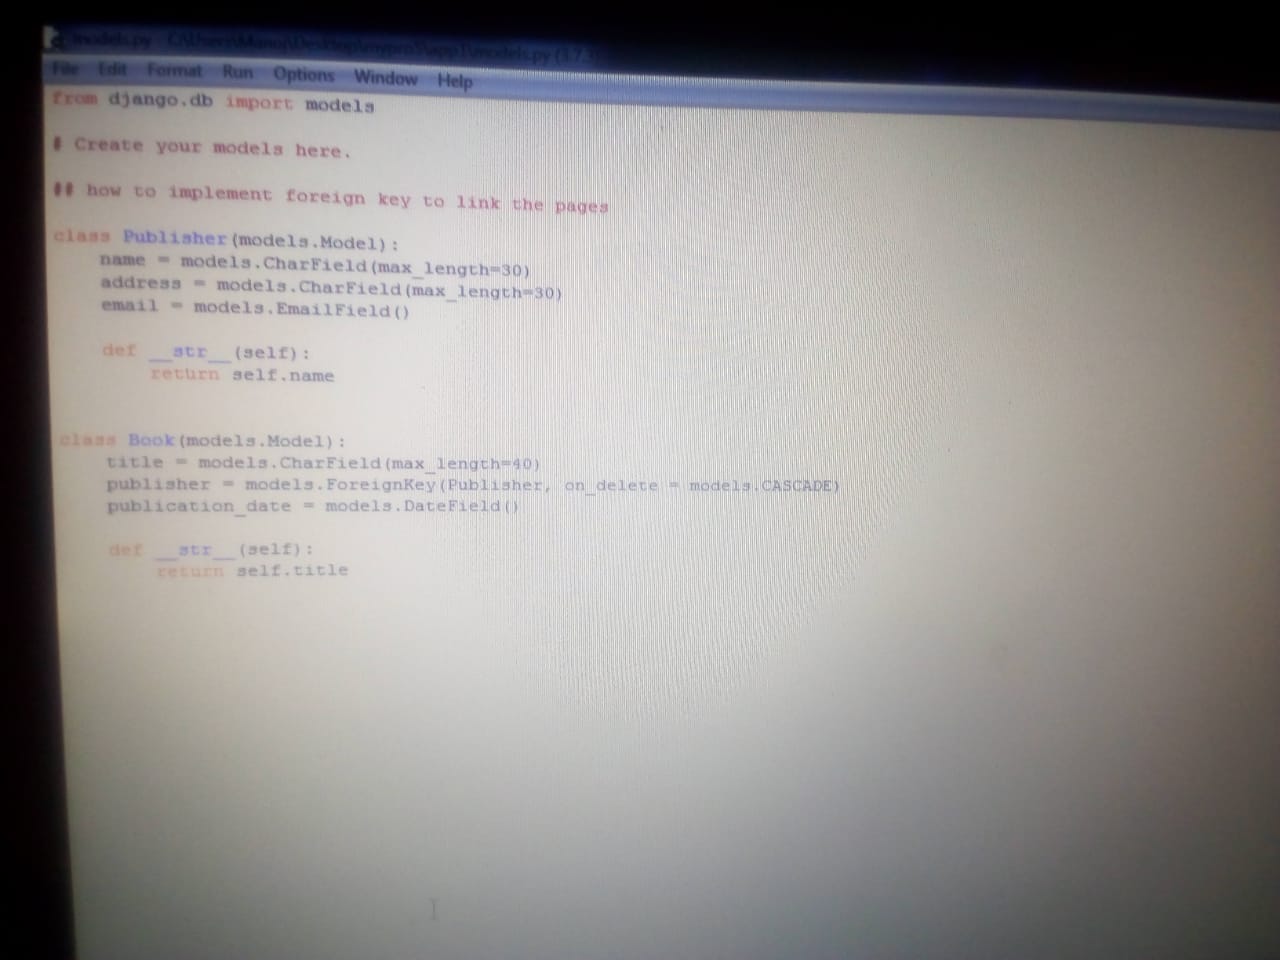 models.py - C:\Users\Manoj\Desktop\mypro5\app1\models.py (3.7.3)
File Edit Format Run Options Window Help
from django.db import models
# Create your models here.
## how to implement foreign key to link the pages
class Publisher(models.Model):
    name = models.CharField(max_length=30)
    address = models.CharField(max_length=30)
    email = models.EmailField()
    def __str__(self):
        return self.name
class Book(models.Model):
    title = models.CharField(max_length=40)
    publisher = models.ForeignKey(Publisher, on_delete = models.CASCADE)
    publication_date = models.DateField()
    def __str__(self):
        return self.title